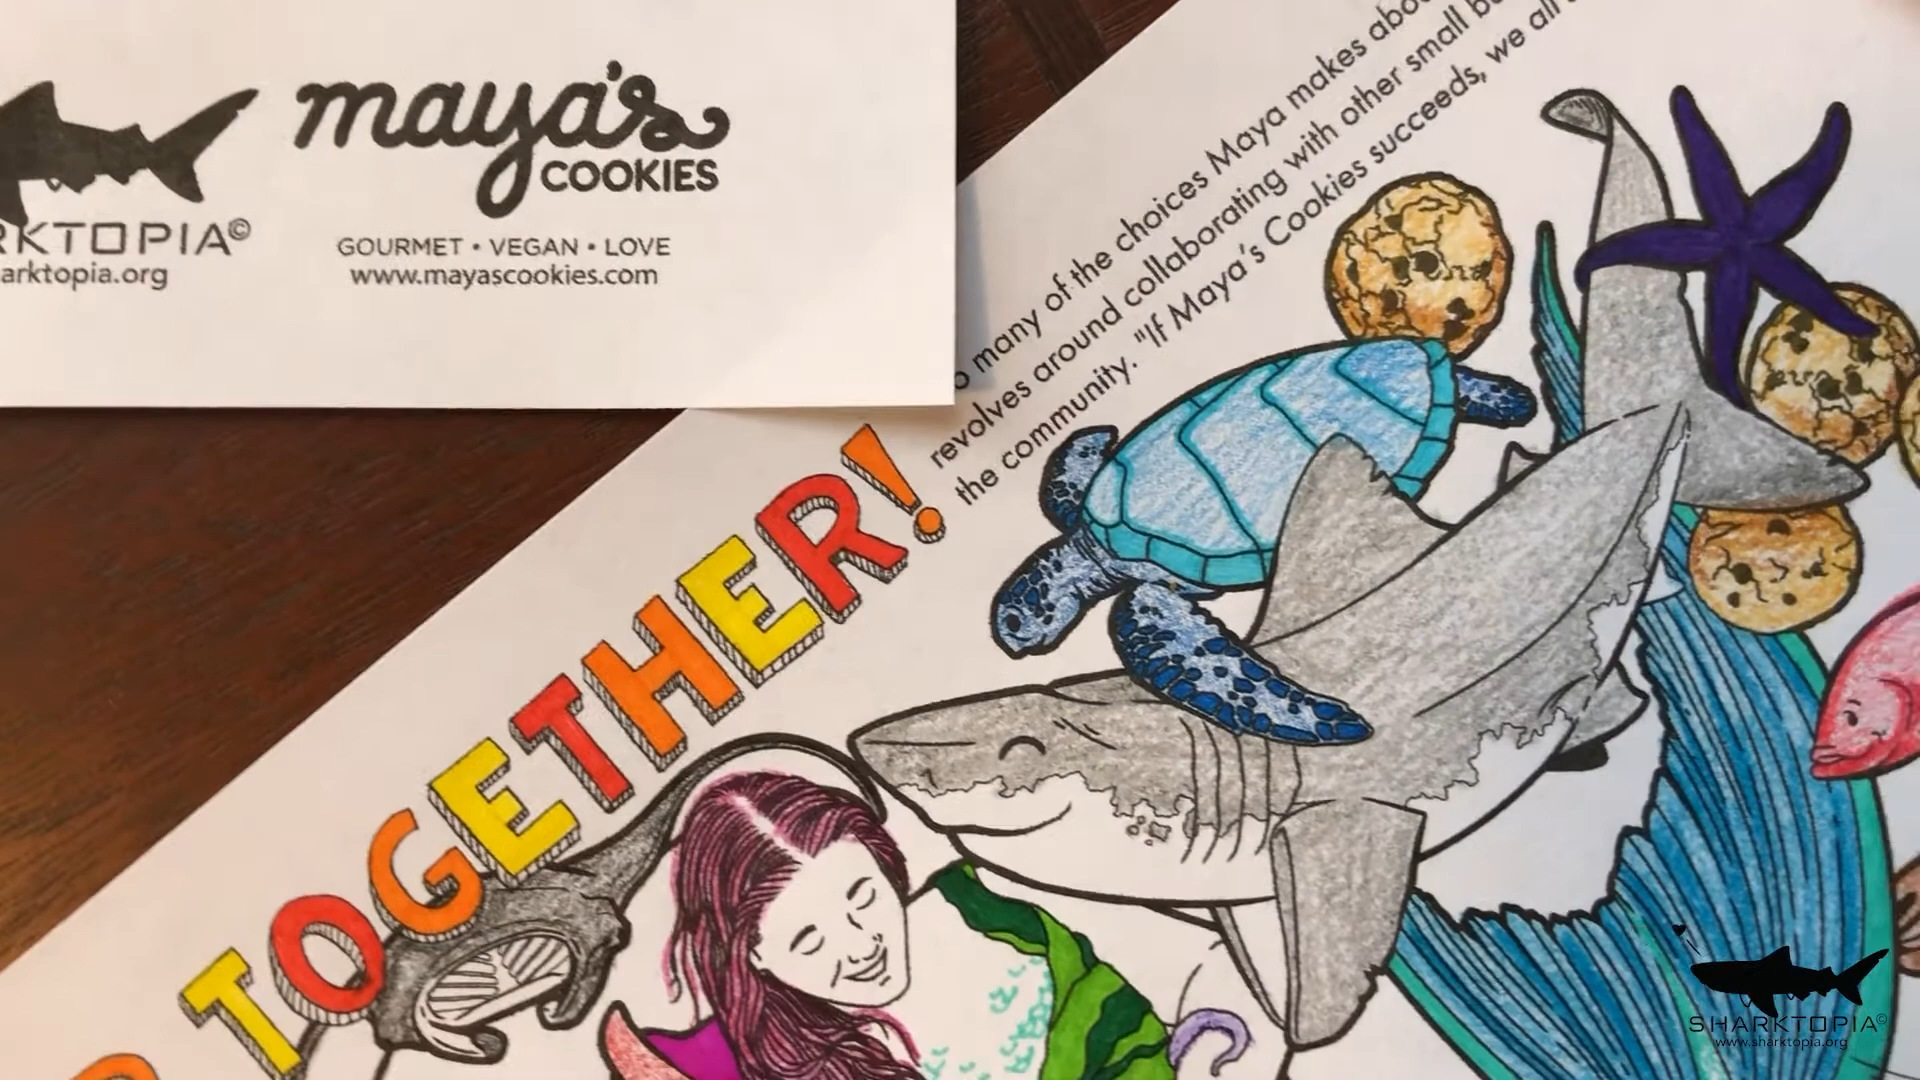 maya's
COOKIES
RKTOPIA©
GOURMET • VEGAN • LOVE
arktopia.org
www.mayascookies.com
many of the choices Maya makes
revolves around collaborating with other small
the community. "If Maya's Cookies succeeds, we all
TOGETHER!
SHARKTOPIA©
www.sharktopia.org